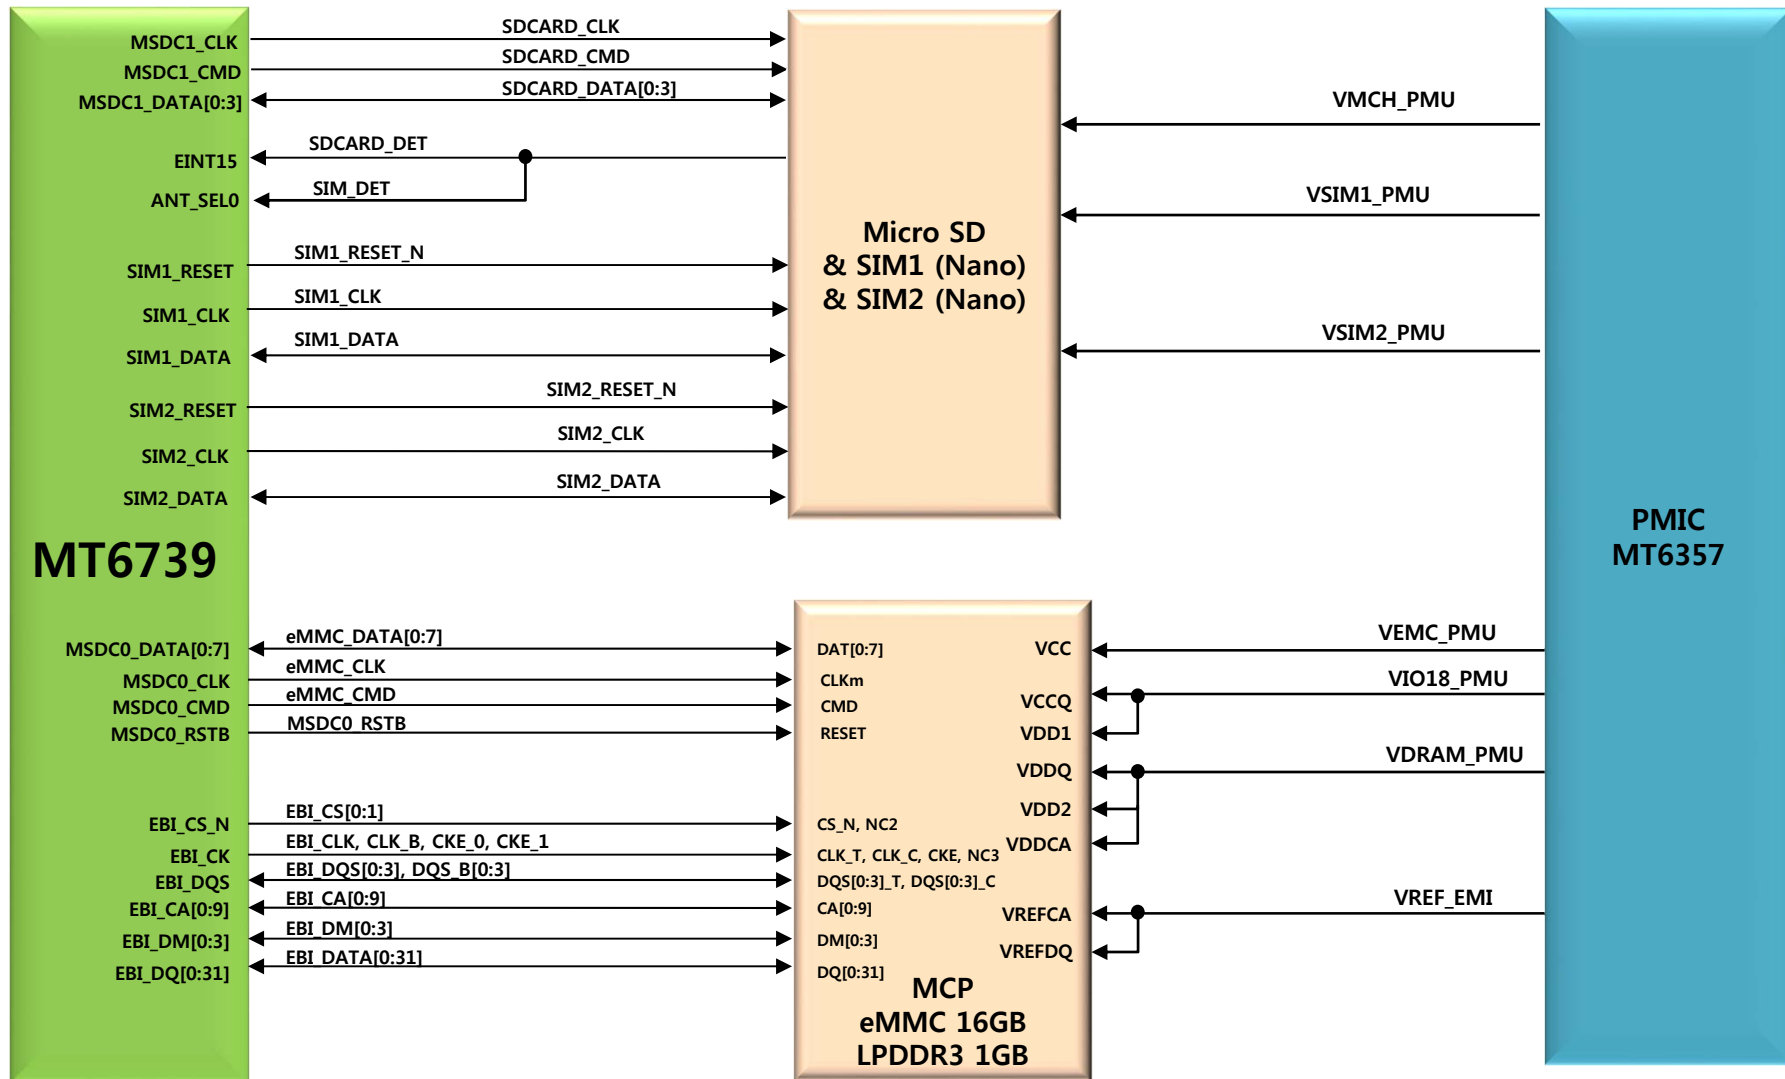 MSDC1_CLK
MSDC1_CMD
MSDC1_DATA[0:3]
EINT15
ANT_SEL0
SIM1_RESET
SIM1_CLK
SIM1_DATA
SIM2_RESET
SIM2_CLK
SIM2_DATA
MT6739
MSDC0_DATA[0:7]
MSDC0_CLK
MSDC0_CMD
MSDC0_RSTB
EBI_CS_N
EBI_CK
EBI_DQS
EBI_CA[0:9]
EBI_DM[0:3]
EBI_DQ[0:31]
SDCARD_CLK
SDCARD_CMD
SDCARD_DATA[0:3]
SDCARD_DET
SIM_DET
SIM1_RESET_N
SIM1_CLK
SIM1_DATA
SIM2_RESET_N
SIM2_CLK
SIM2_DATA
eMMC_DATA[0:7]
eMMC_CLK
eMMC_CMD
MSDC0_RSTB
EBI_CS[0:1]
EBI_CLK, CLK_B, CKE_0, CKE_1
EBI_DQS[0:3], DQS_B[0:3]
EBI_CA[0:9]
EBI_DM[0:3]
EBI_DATA[0:31]
Micro SD
& SIM1 (Nano)
& SIM2 (Nano)
DAT[0:7]
CLKm
CMD
RESET
CS_N, NC2
CLK_T, CLK_C, CKE, NC3
DQS[0:3]_T, DQS[0:3]_C
CA[0:9]
DM[0:3]
DQ[0:31]
VCC
VCCQ
VDD1
VDDQ
VDD2
VDDCA
VREFCA
VREFDQ
MCP
eMMC 16GB
LPDDR3 1GB
VMCH_PMU
VSIM1_PMU
VSIM2_PMU
VEMC_PMU
VIO18_PMU
VDRAM_PMU
VREF_EMI
PMIC
MT6357